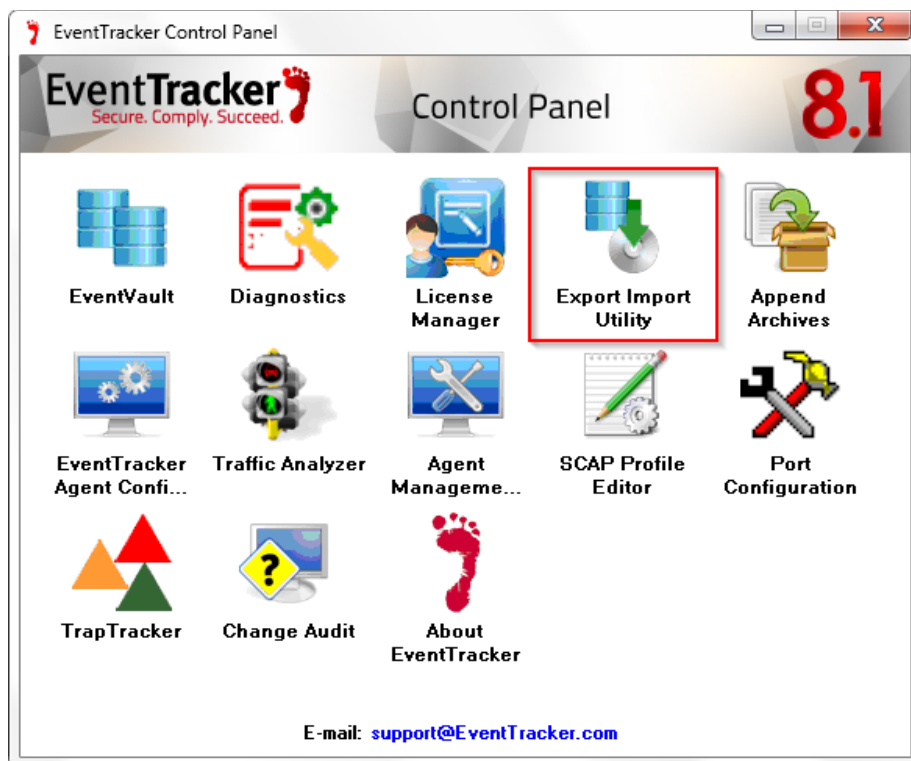 EventTracker Control Panel
EventTracker
Secure. Comply. Succeed.
Control Panel
8.1
EventVault
Diagnostics
License
Manager
Export Import
Utility
Append
Archives
EventTracker
Agent Confi...
Traffic Analyzer
Agent
Manageme...
SCAP Profile
Editor
Port
Configuration
TrapTracker
?
Change Audit
About
EventTracker
E-mail: support@EventTracker.com